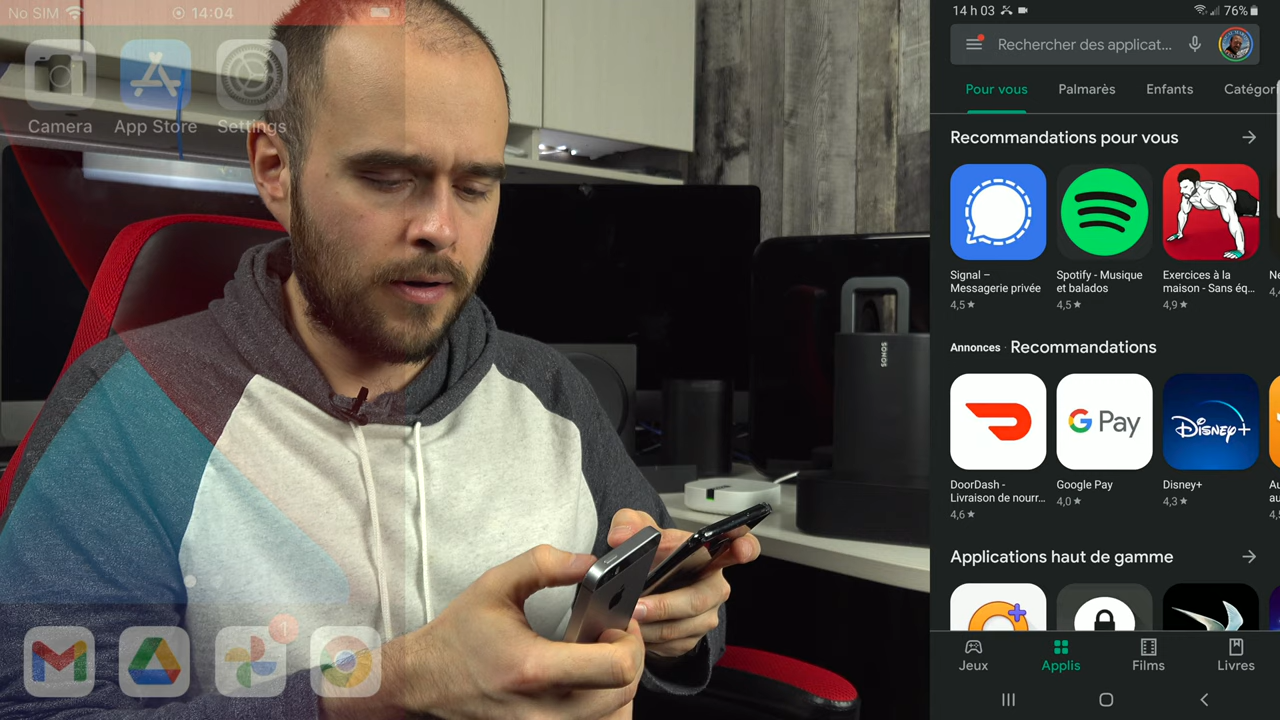 No SIM 14:04
Camera App Store Settings
1
SONOS
14 h 03 76%
Rechercher des applicat...
Pour vous Palmarès Enfants Catégor
Recommandations pour vous
Signal – Messagerie privée
4,5★
Spotify - Musique et balados
4,5★
Exercices à la maison - Sans éq...
4,9★
Annonces · Recommandations
G Pay
Disney+
DoorDash - Livraison de nourr...
4,6★
Google Pay
4,0★
Disney+
4,3★
Applications haut de gamme
Jeux Applis Films Livres